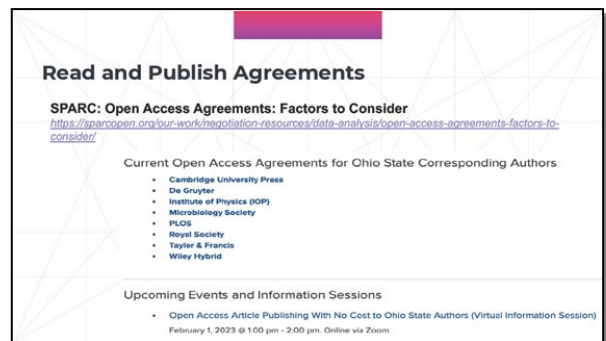 Read and Publish Agreements
SPARC: Open Access Agreements: Factors to Consider
https://sparcopen.org/our-work/negotiation-resources/data-analysis/open-access-agreements-factors-to-
consider/
Current Open Access Agreements for Ohio State Corresponding Authors
• Cambridge University Press
• De Gruyter
• Institute of Physics (IOP)
• Microbiology Society
• PLOS
• Royal Society
• Taylor & Francis
• Wiley Hybrid
Upcoming Events and Information Sessions
• Open Access Article Publishing With No Cost to Ohio State Authors (Virtual Information Session)
February 1, 2023 @ 1:00 pm - 2:00 pm. Online via Zoom